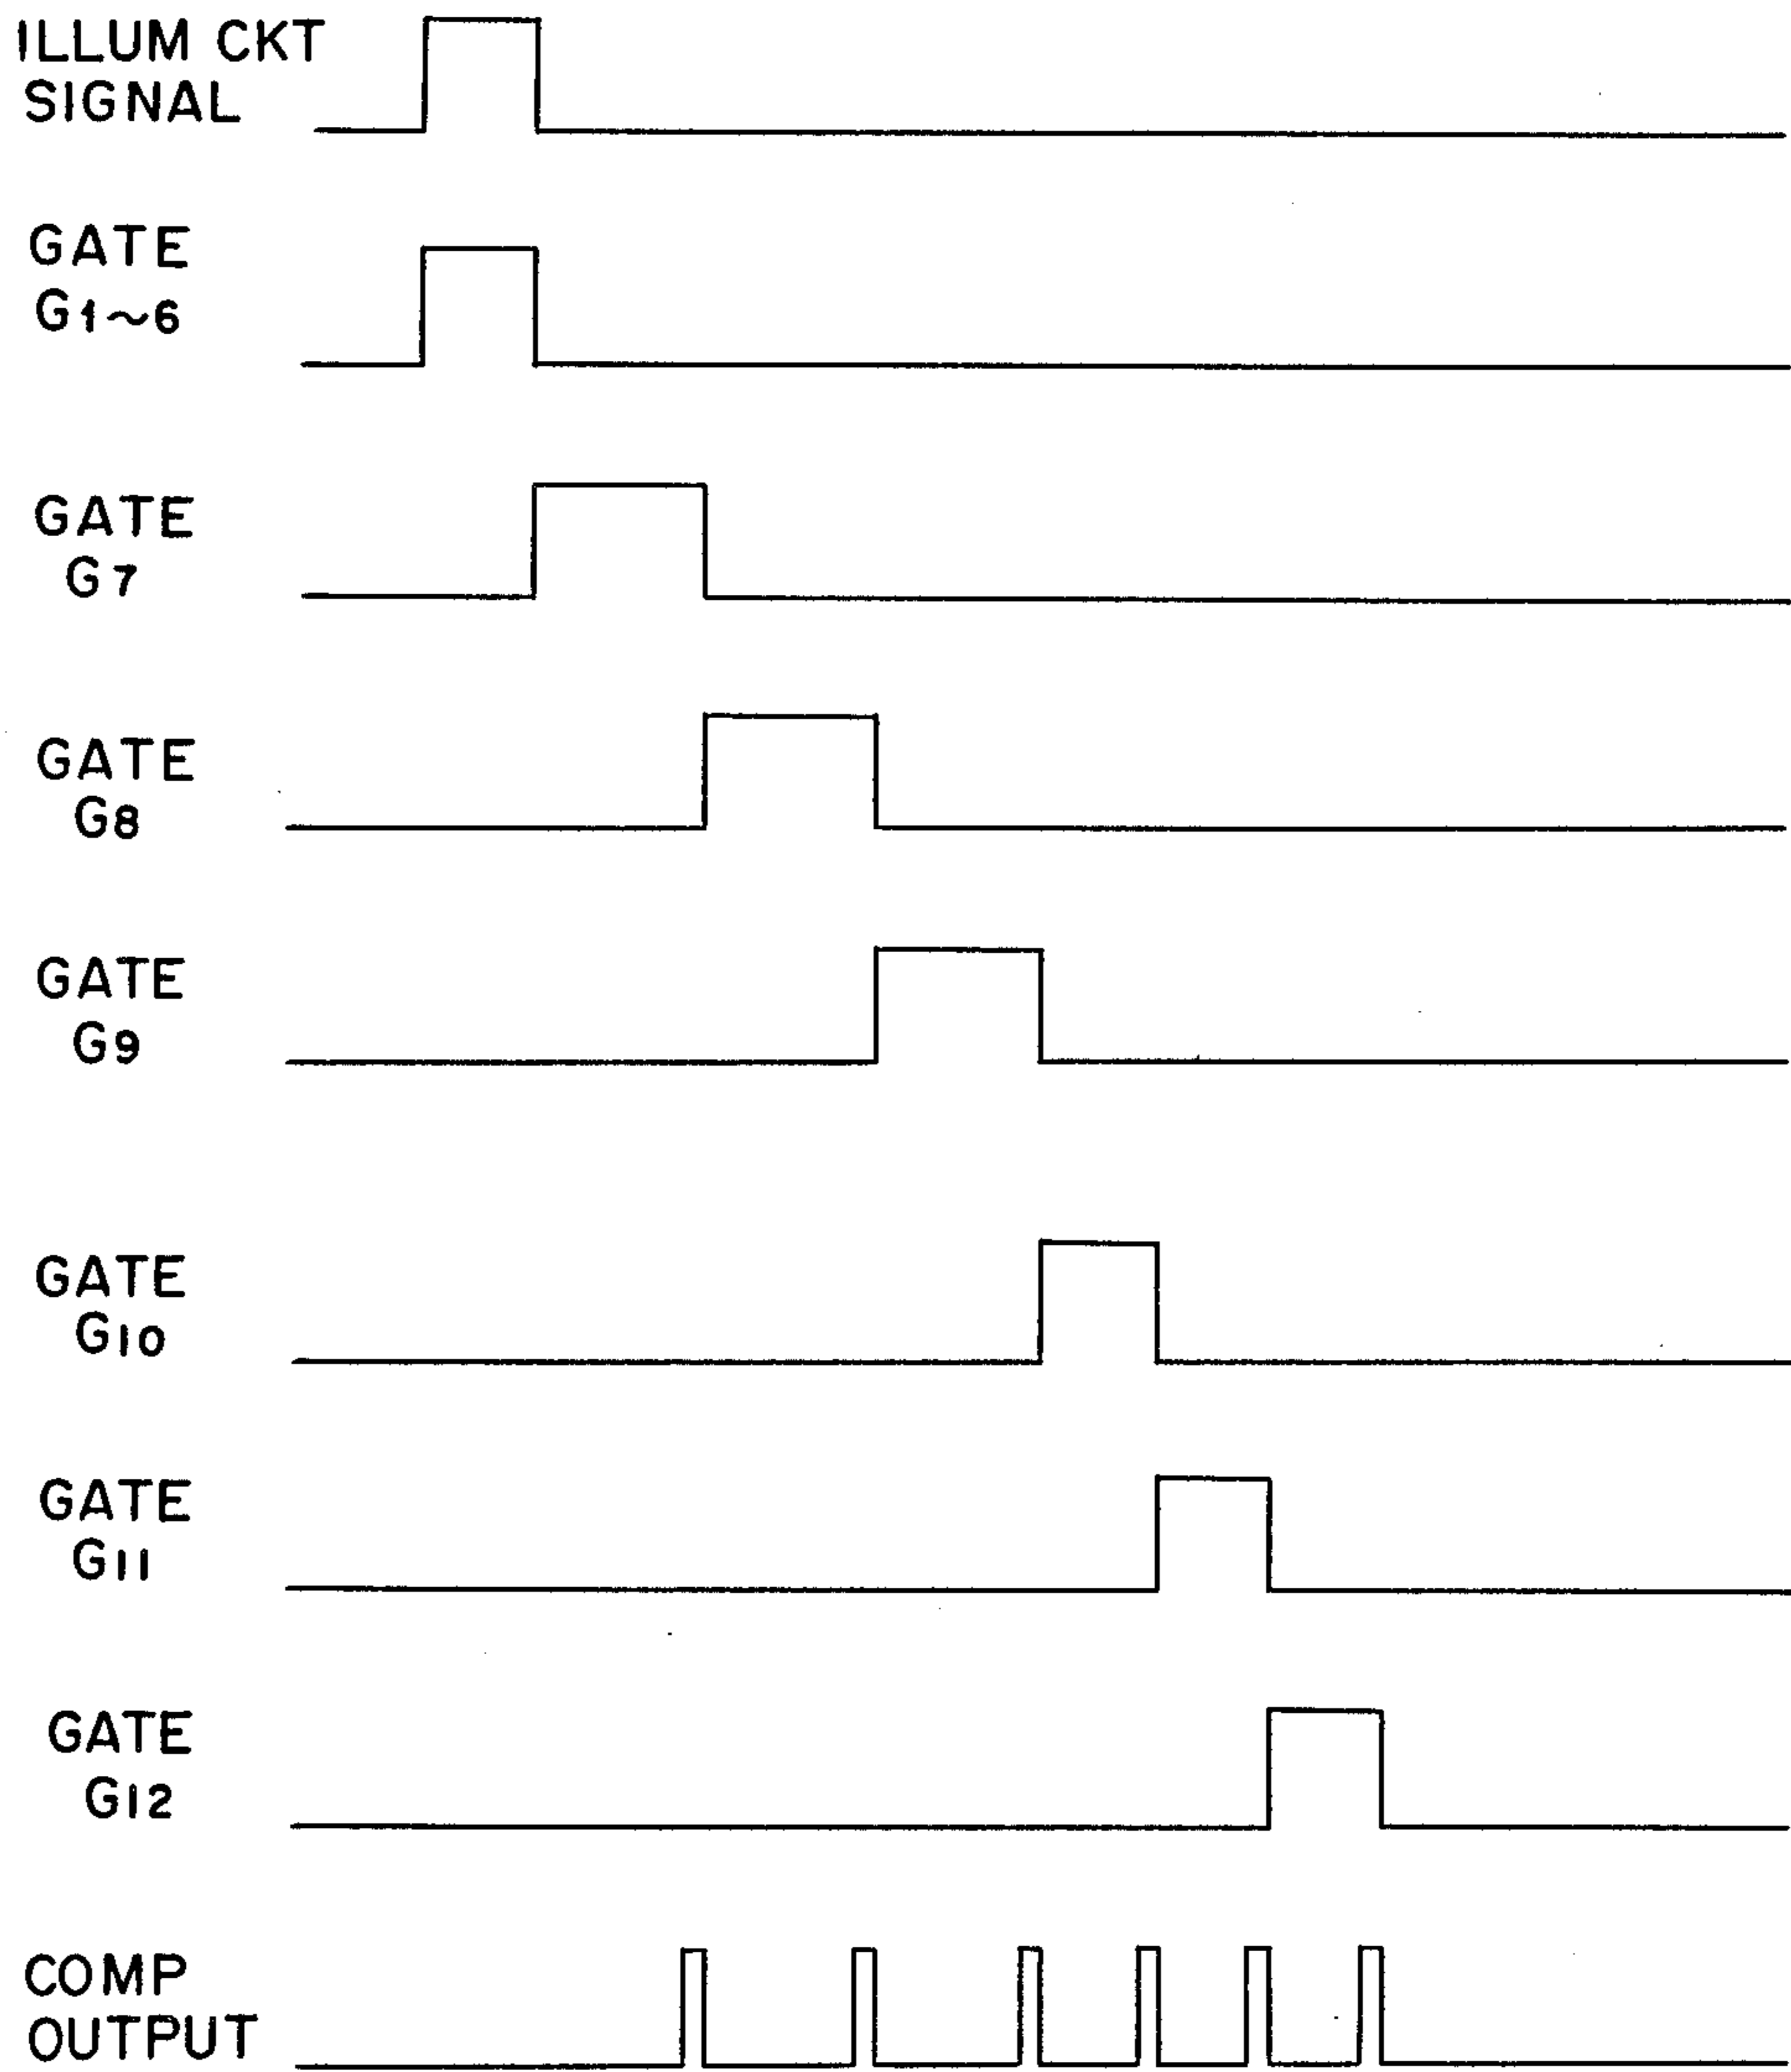 ILLUM CKT
SIGNAL
GATE
G1~6
GATE
G7
GATE
G8
GATE
G9
GATE
G10
GATE
G11
GATE
G12
COMP
OUTPUT